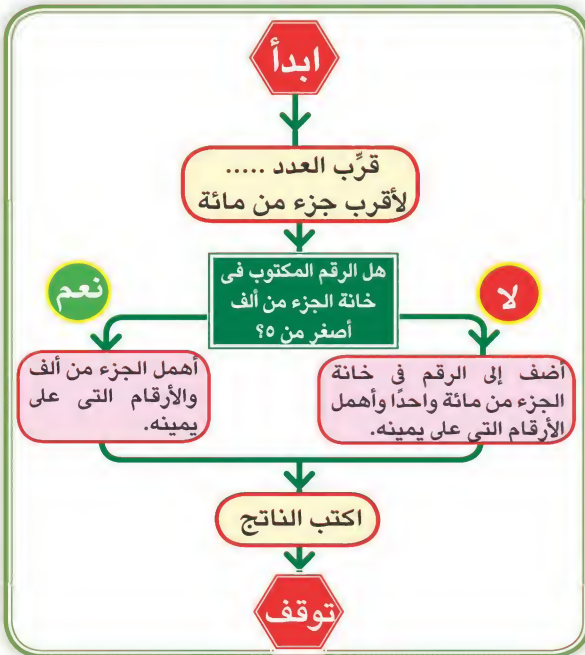 ابدأ
قرِّب العدد .....
لأقرب جزء من مائة
هل الرقم المكتوب فى
خانة الجزء من ألف
أصغر من ٥؟
لا
نعم
أضف إلى الرقم فى خانة
الجزء من مائة واحدًا وأهمل
الأرقام التى على يمينه.
أهمل الجزء من ألف
والأرقام التى على
يمينه.
اكتب الناتج
توقف